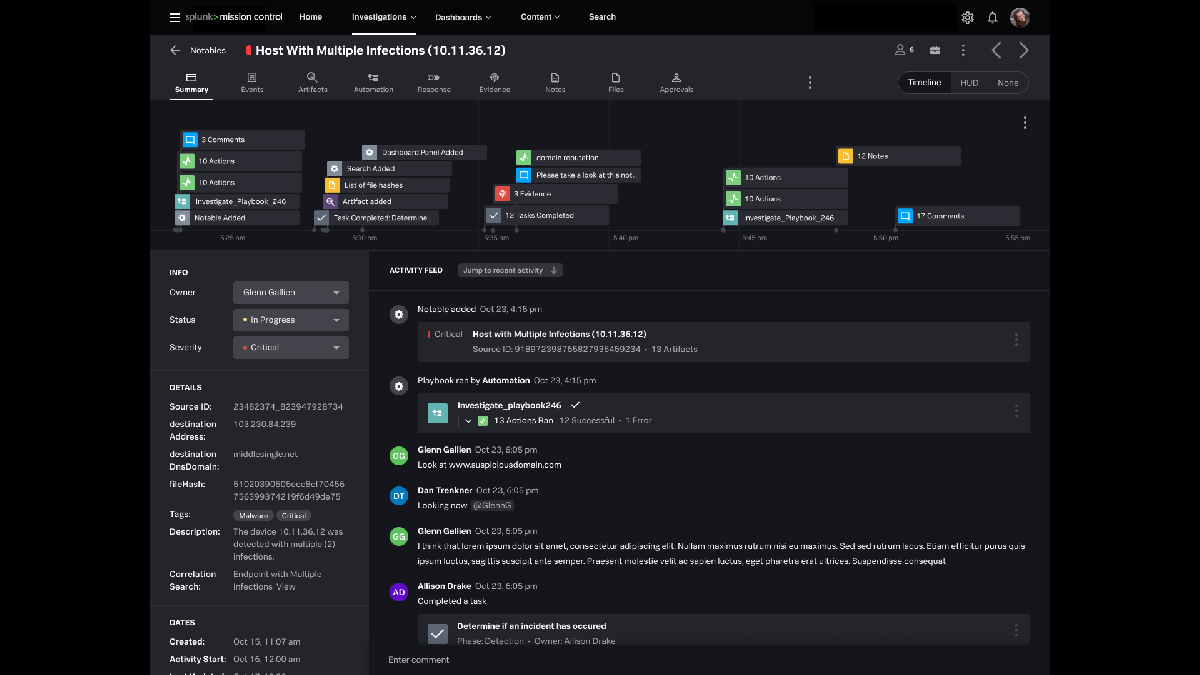 splunk>mission control Home Investigations Dashboards Content Search
Notables Host With Multiple Infections (10.11.36.12) 6
Summary Events Artifacts Automation Response Evidence Notes Files Approvals Timeline HUD None
3 Comments
10 Actions
10 Actions
Investigate_Playbook_246
Notable Added
Dashboard Panel Added
Search Added
List of file hashes
Artifact added
Task Completed: Determine...
domain reputation
Please take a look at this not..
3 Evidence
12 Tasks Completed
10 Actions
10 Actions
Investigate_Playbook_246
12 Notes
17 Comments
5:25 pm 5:30 pm 5:35 pm 5:40 pm 5:45 pm 5:50 pm 5:55 pm
INFO
Owner Glenn Gallien
Status In Progress
Severity Critical
DETAILS
Source ID: 23482374_823947928734
destination 103.230.84.239
Address:
destination middlesingle.net
DnsDomain:
fileHash: 51020390505ecc8cf70456
756399874219f6d49da75
Tags: Malware Critical
Description: The device 10.11.36.12 was
detected with multiple (2)
infections.
Correlation Endpoint with Multiple
Search: Infections View
DATES
Created: Oct 15, 11:07 am
Activity Start: Oct 16, 12:00 am
ACTIVITY FEED Jump to recent activity
Notable added Oct 23, 4:15 pm
Critical Host with Multiple Infections (10.11.36.12)
Source ID: 918972398765827936459234 • 13 Artifacts
Playbook ran by Automation Oct 23, 4:15 pm
Investigate_playbook246
13 Actions Ran 12 Successful • 1 Error
GG Glenn Gallien Oct 23, 6:05 pm
Look at www.suspiciousdomain.com
DT Dan Trenkner Oct 23, 6:05 pm
Looking now @GlennG
GG Glenn Gallien Oct 23, 6:05 pm
I think that lorem ipsum dolor sit amet, consectetur adipiscing elit. Nullam maximus rutrum nisi eu maximus. Sed sed rutrum lacus. Etiam efficitur purus quis
ipsum luctus, sagittis suscipit ante semper. Praesent molestie velit ac sapien luctus, eget pharetra erat ultrices. Suspendisse consequat
AD Allison Drake Oct 23, 6:05 pm
Completed a task
Determine if an incident has occured
Phase: Detection • Owner: Allison Drake
Enter comment